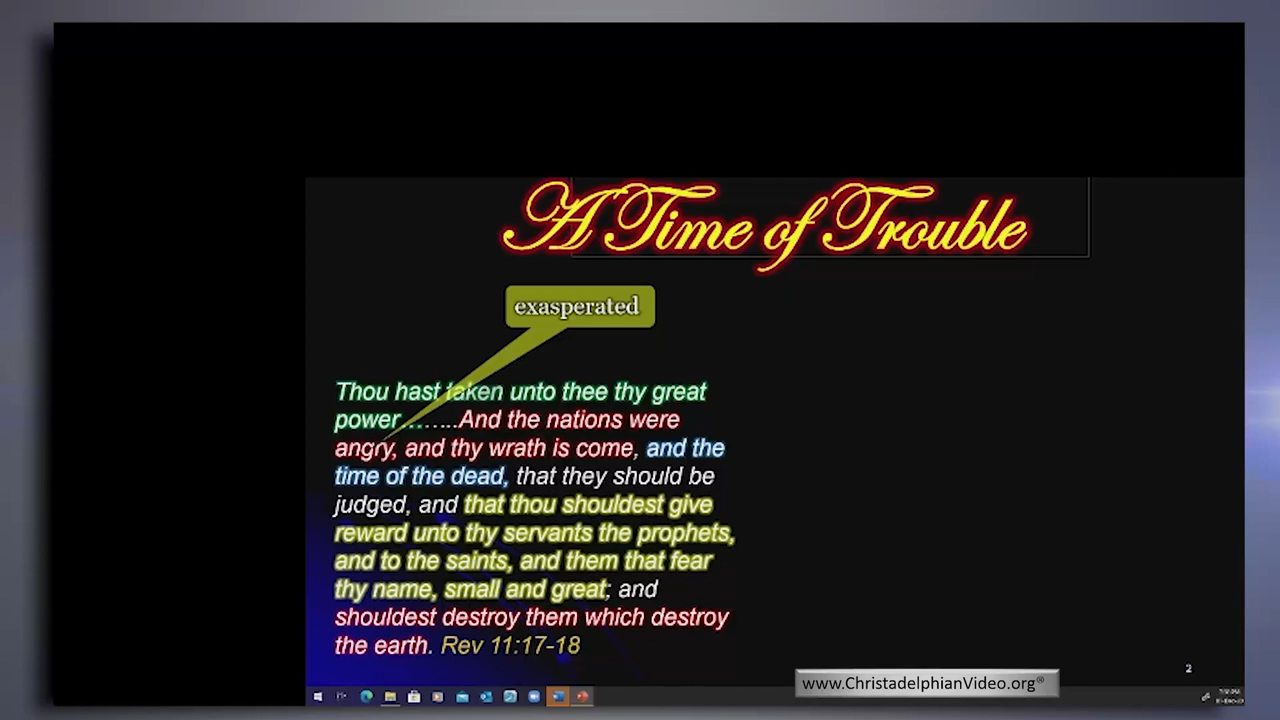 A Time of Trouble
exasperated
Thou hast taken unto thee thy great
power........And the nations were
angry, and thy wrath is come, and the
time of the dead, that they should be
judged, and that thou shouldest give
reward unto thy servants the prophets,
and to the saints, and them that fear
thy name, small and great; and
shouldest destroy them which destroy
the earth. Rev 11:17-18
2
www.ChristadelphianVideo.org®